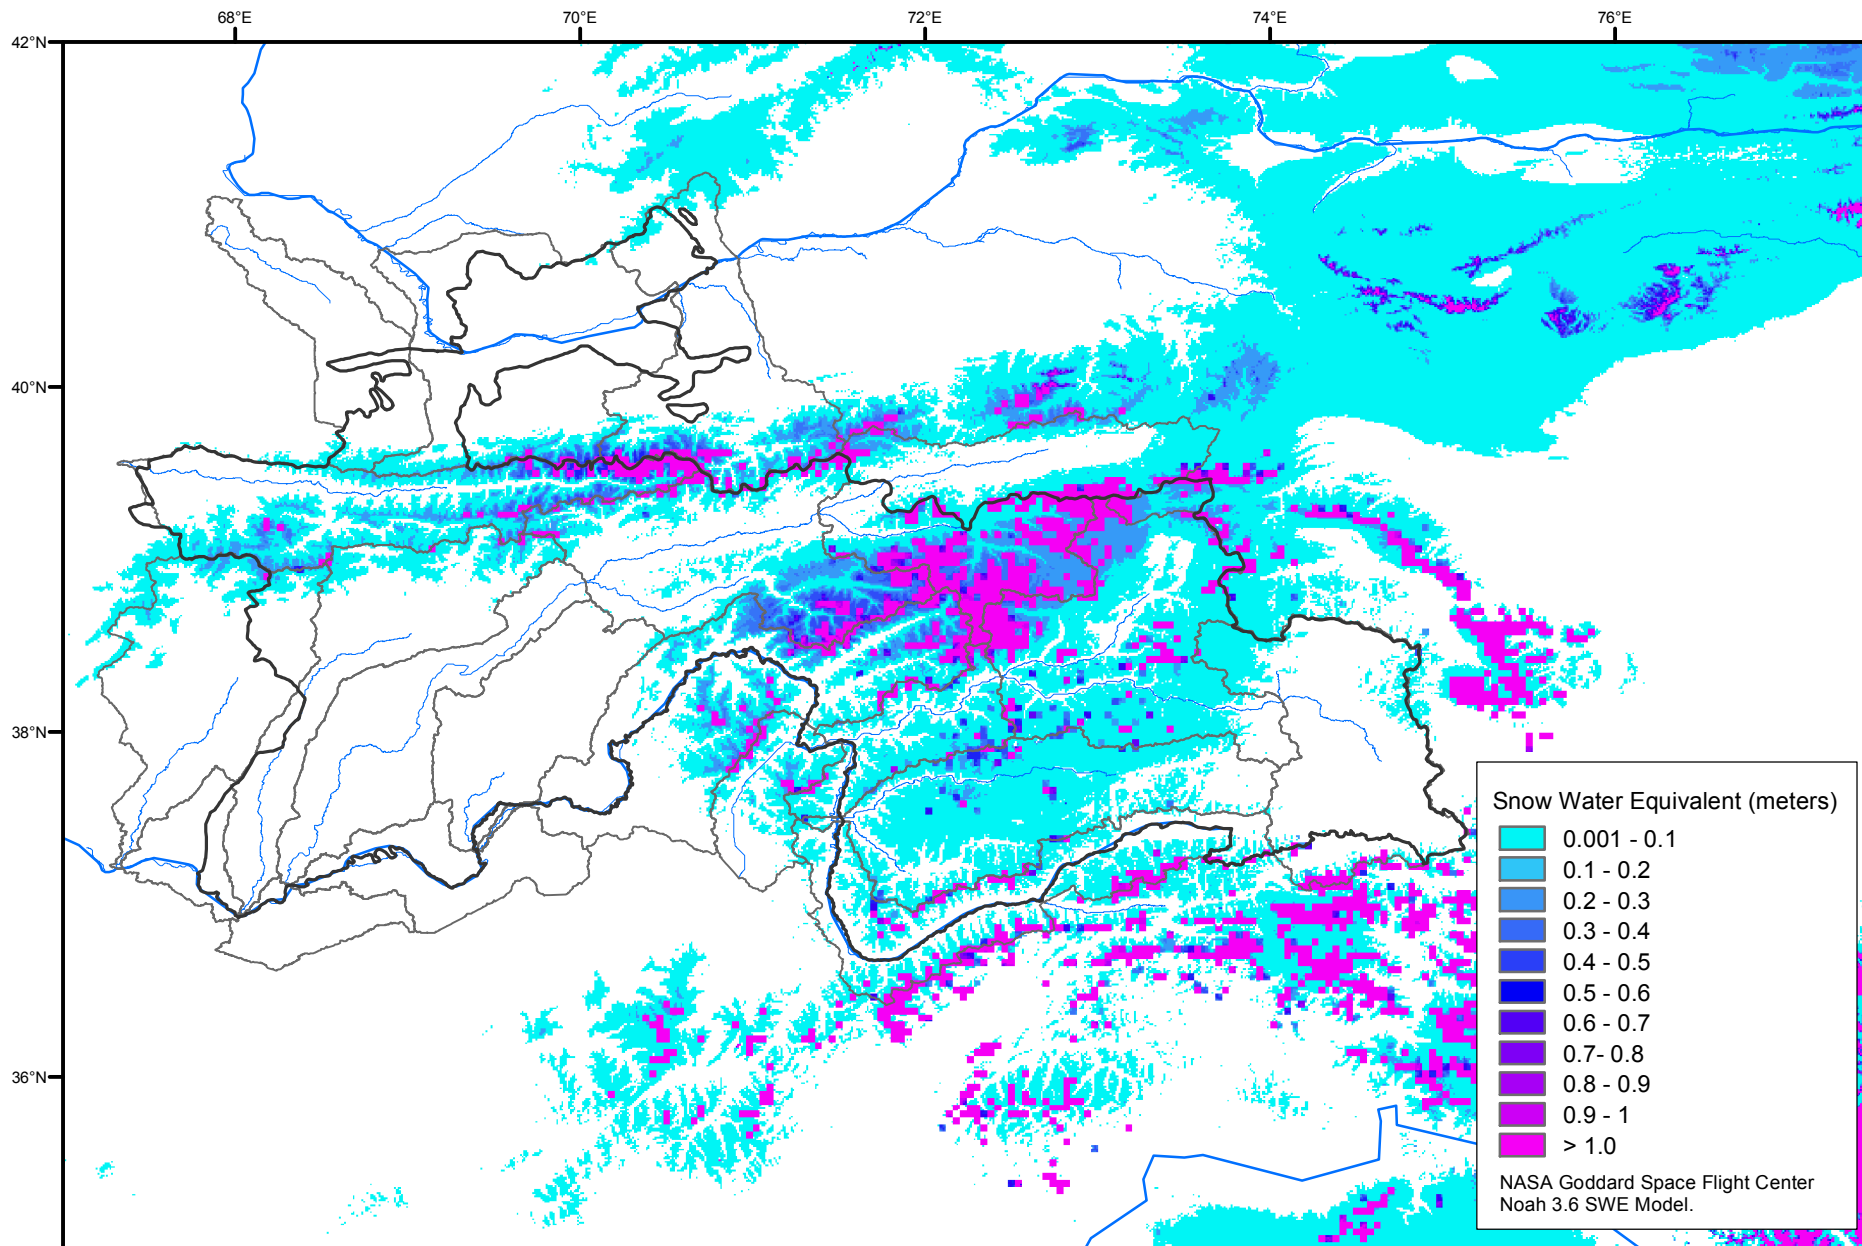 68°E 70°E 72°E 74°E 76°E
42°N
40°N
38°N
36°N
Snow Water Equivalent (meters)
0.001 - 0.1
0.1 - 0.2
0.2 - 0.3
0.3 - 0.4
0.4 - 0.5
0.5 - 0.6
0.6 - 0.7
0.7- 0.8
0.8 - 0.9
0.9 - 1
> 1.0
NASA Goddard Space Flight Center
Noah 3.6 SWE Model.